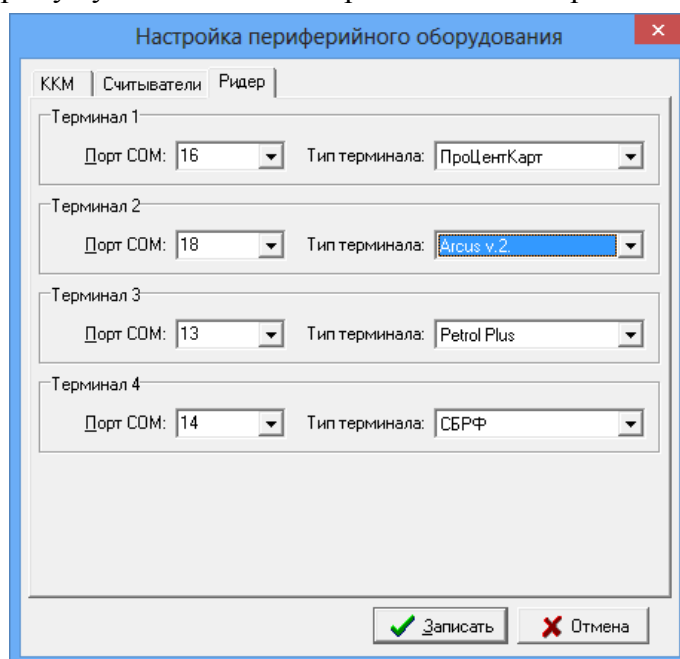 Настройка периферийного оборудования
ККМ Считыватели Ридер
Терминал 1
Порт COM: 16 Тип терминала: ПроЦентКарт
Терминал 2
Порт COM: 18 Тип терминала: Arcus v.2.
Терминал 3
Порт COM: 13 Тип терминала: Petrol Plus
Терминал 4
Порт COM: 14 Тип терминала: СБРФ
Записать Отмена